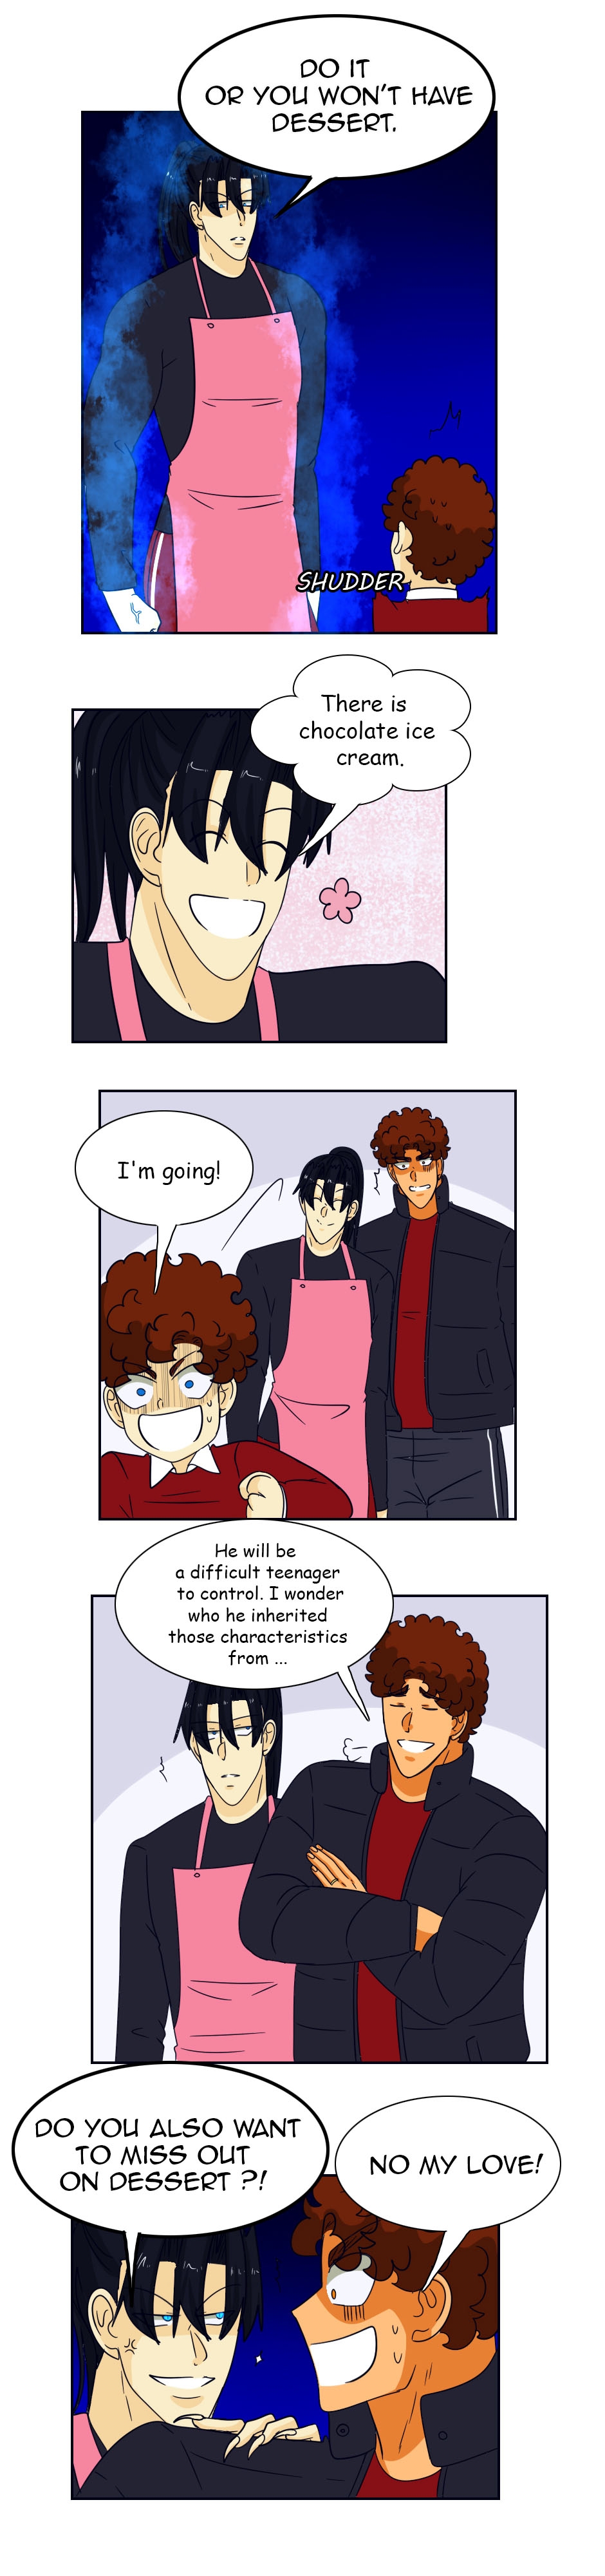 DO IT
OR YOU WON'T HAVE
DESSERT.
SHUDDER
There is
chocolate ice
cream.
I'm going!
He will be
a difficult teenager
to control. I wonder
who he inherited
those characteristics
from ...
DO YOU ALSO WANT
TO MISS OUT
ON DESSERT ?!
NO MY LOVE!